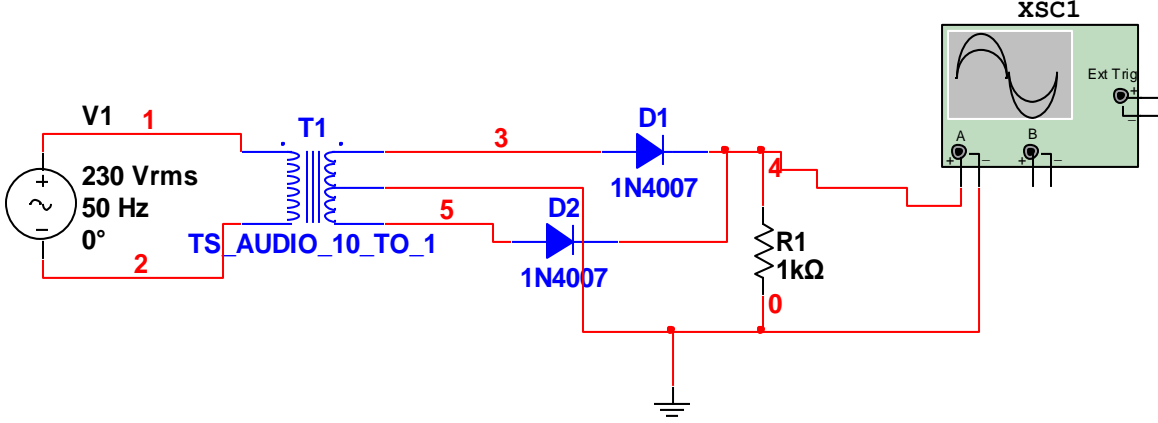 XSC1
Ext Trig
+
_
A
B
+
_
+
_
V1
1
T1
3
D1
4
1N4007
+
230 Vrms
50 Hz
0°
5
D2
TS_AUDIO_10_TO_1
R1
1kΩ
2
1N4007
0